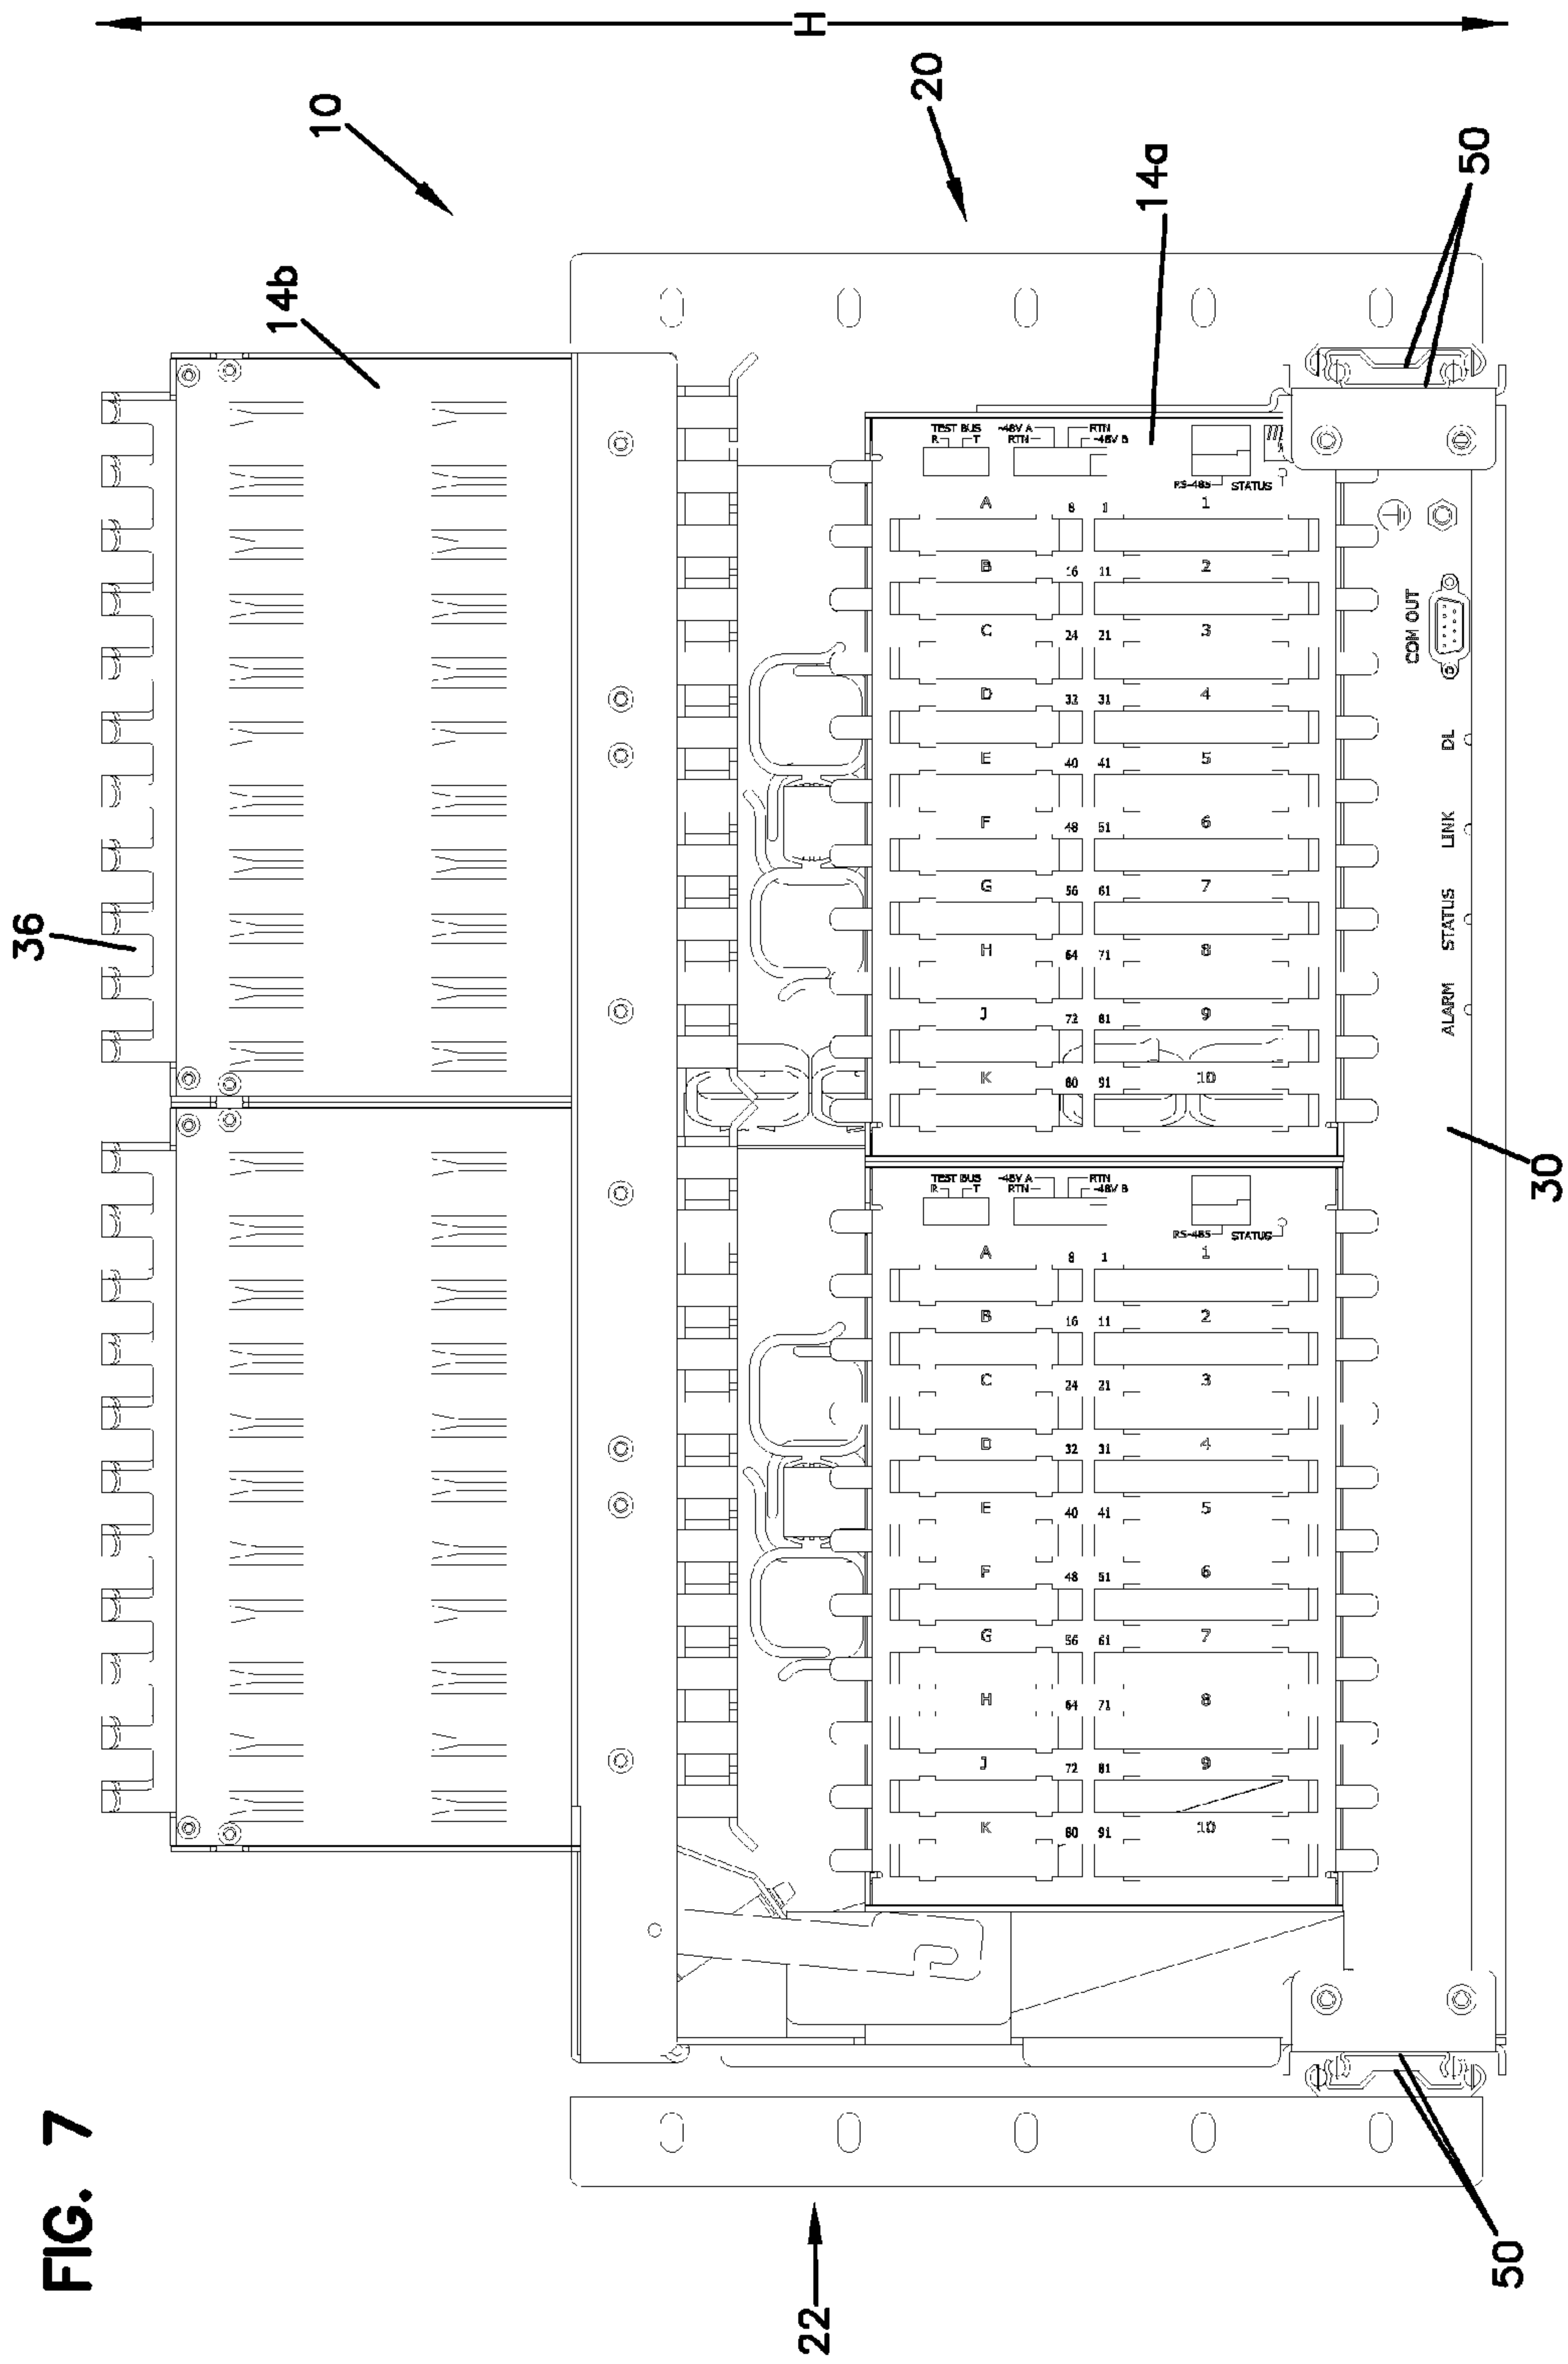 FIG. 7
36
14b
10
H
22
20
14a
TEST BUS
R T
-48V A
RTN
RTN
-48V B
RS-485 STATUS
A 8 1 1
B 16 11 2
C 24 21 3
D 32 31 4
E 40 41 5
F 48 51 6
G 56 61 7
H 64 71 8
J 72 81 9
K 80 91 10
TEST BUS
R T
-48V A
RTN
RTN
-48V B
RS-485 STATUS
A 8 1 1
B 16 11 2
C 24 21 3
D 32 31 4
E 40 41 5
F 48 51 6
G 56 61 7
H 64 71 8
J 72 81 9
K 80 91 10
COM OUT
ALARM STATUS LINK DL
50
30
50